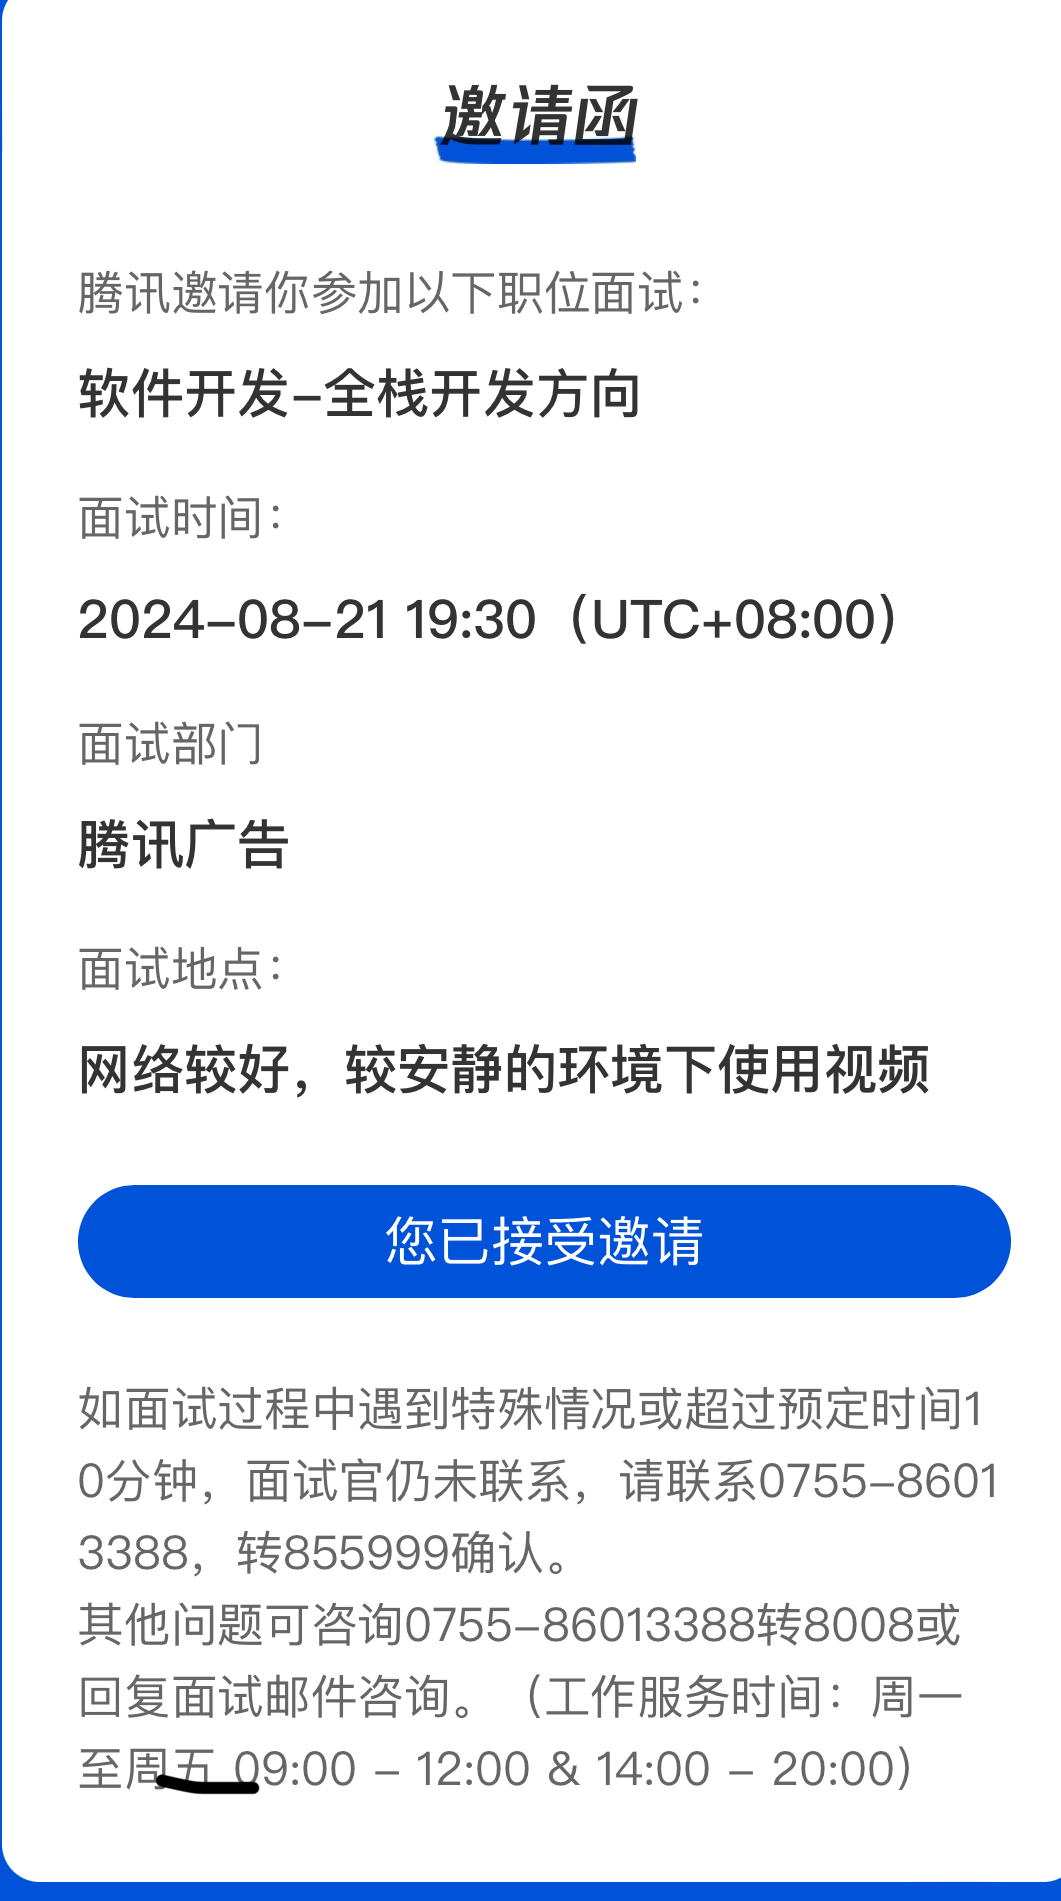 邀请函
腾讯邀请你参加以下职位面试：
软件开发–全栈开发方向
面试时间：
2024–08–21 19:30（UTC+08:00）
面试部门
腾讯广告
面试地点：
网络较好，较安静的环境下使用视频
您已接受邀请
如面试过程中遇到特殊情况或超过预定时间1
0分钟，面试官仍未联系，请联系0755–8601
3388，转855999确认。
其他问题可咨询0755–86013388转8008或
回复面试邮件咨询。（工作服务时间：周一
至周五 09:00 – 12:00 & 14:00 – 20:00）